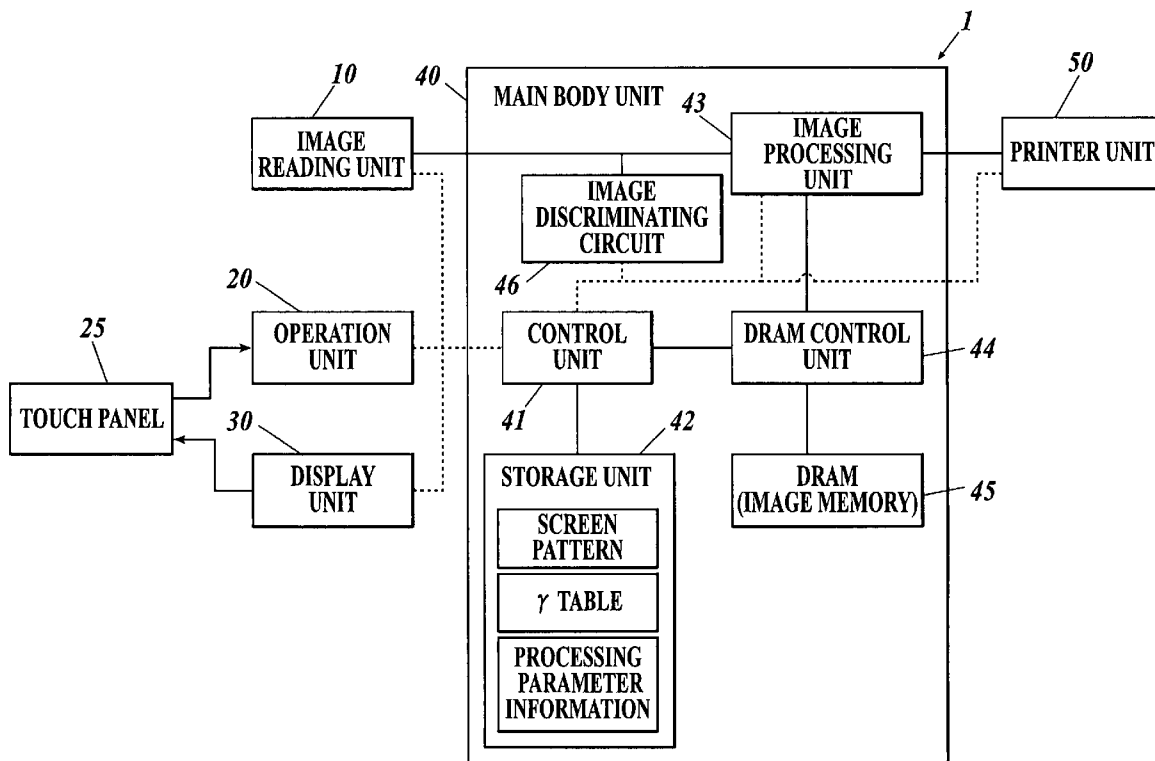 1
10
40
MAIN BODY UNIT
43
50
IMAGE
READING UNIT
IMAGE
PROCESSING
UNIT
PRINTER UNIT
IMAGE
DISCRIMINATING
CIRCUIT
46
20
25
OPERATION
UNIT
CONTROL
UNIT
DRAM CONTROL
UNIT
44
TOUCH PANEL
41
30
42
DISPLAY
UNIT
STORAGE UNIT
DRAM
(IMAGE MEMORY)
45
SCREEN
PATTERN
γ TABLE
PROCESSING
PARAMETER
INFORMATION